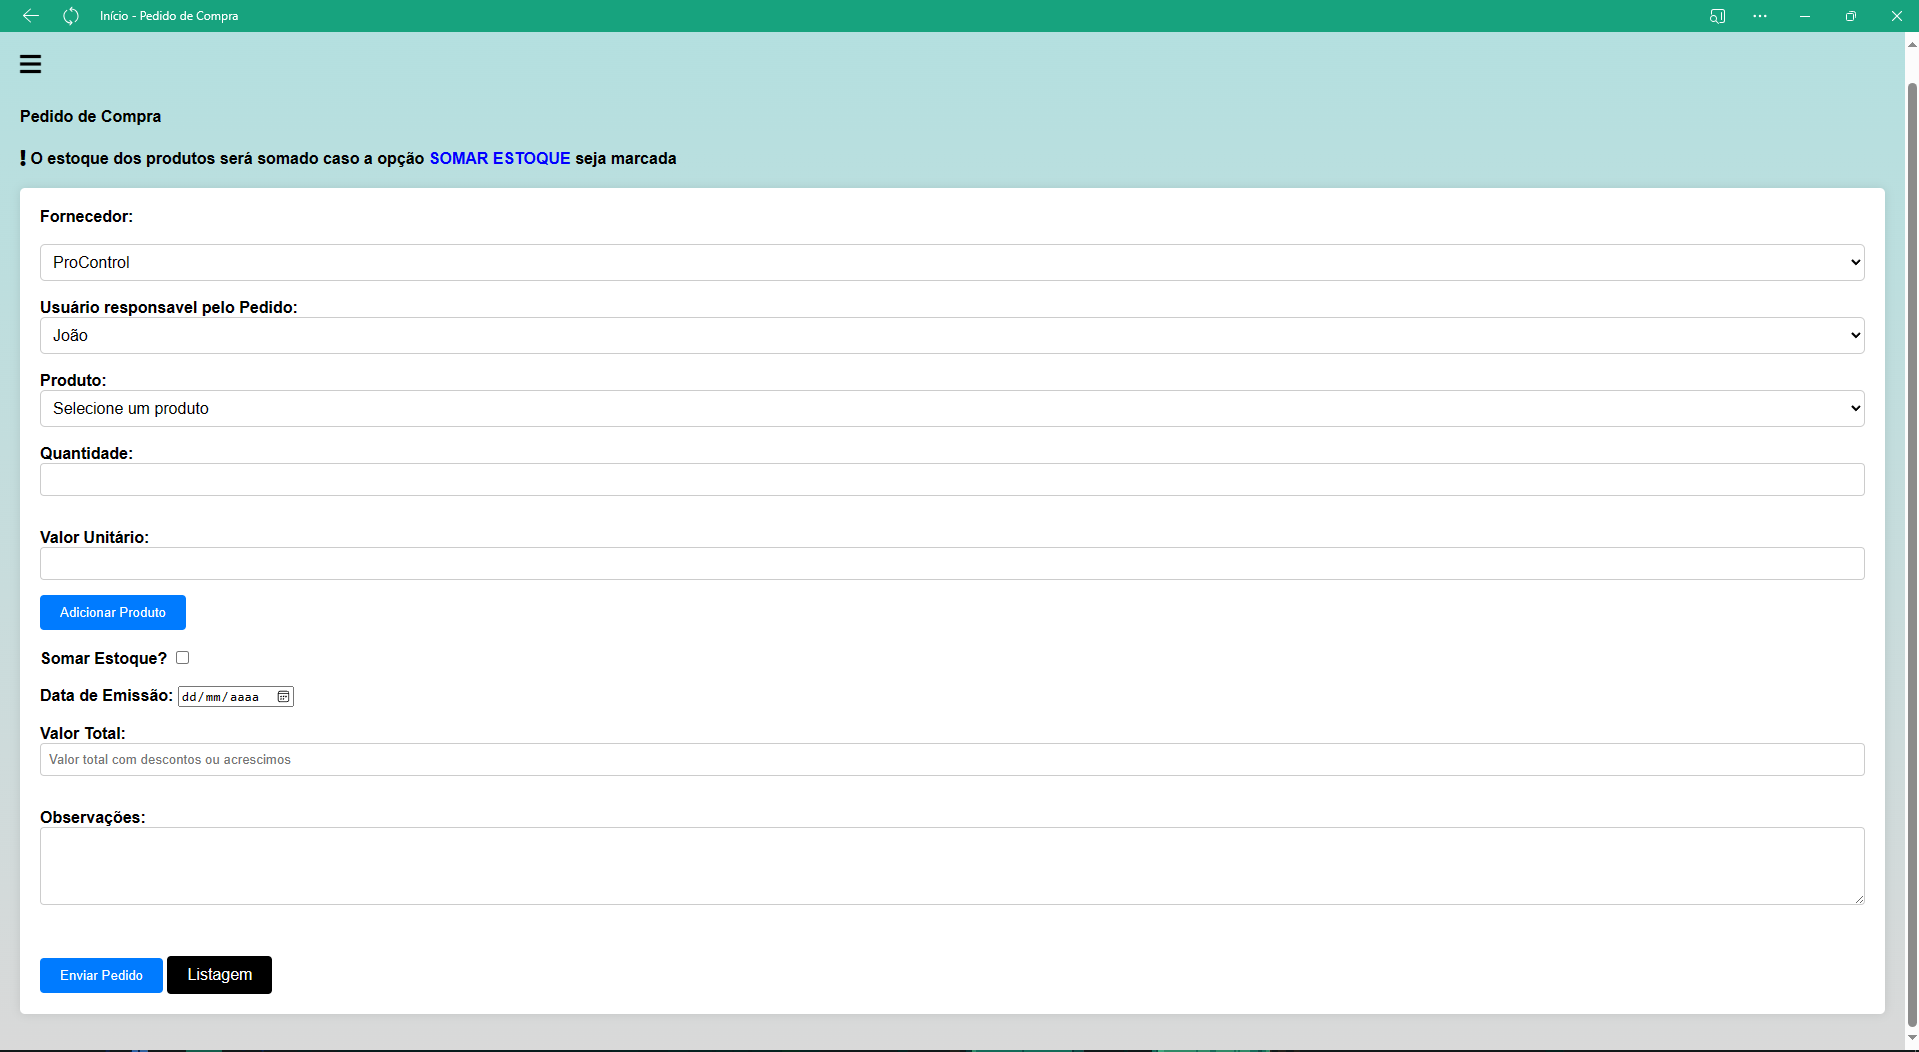 Início - Pedido de Compra
Pedido de Compra
! O estoque dos produtos será somado caso a opção SOMAR ESTOQUE seja marcada
Fornecedor:
ProControl
Usuário responsavel pelo Pedido:
João
Produto:
Selecione um produto
Quantidade:
Valor Unitário:
Adicionar Produto
Somar Estoque?
Data de Emissão: dd/mm/aaaa
Valor Total:
Valor total com descontos ou acrescimos
Observações:
Enviar Pedido Listagem